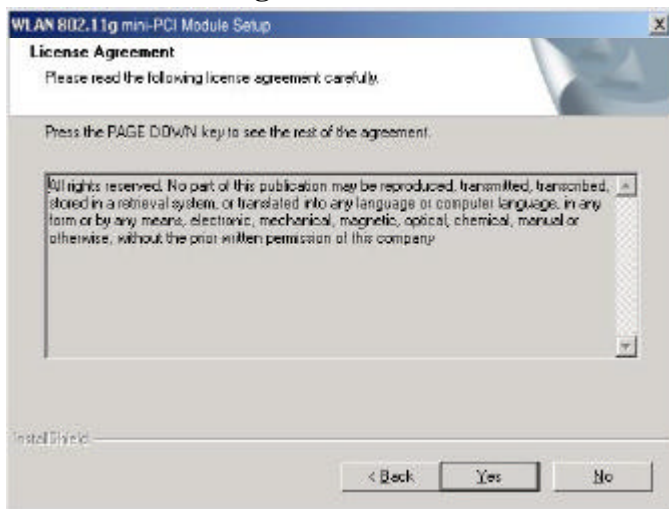 WLAN 802.11g mini-PCI Module Setup
License Agreement
Please read the following license agreement carefully.
Press the PAGE DOWN key to see the rest of the agreement.
All rights reserved. No part of this publication may be reproduced, transmitted, transcribed,
stored in a retrieval system, or translated into any language or computer language, in any
form or by any means, electronic, mechanical, magnetic, optical, chemical, manual or
otherwise, without the prior written permission of this company
InstallShield
< Back
Yes
No